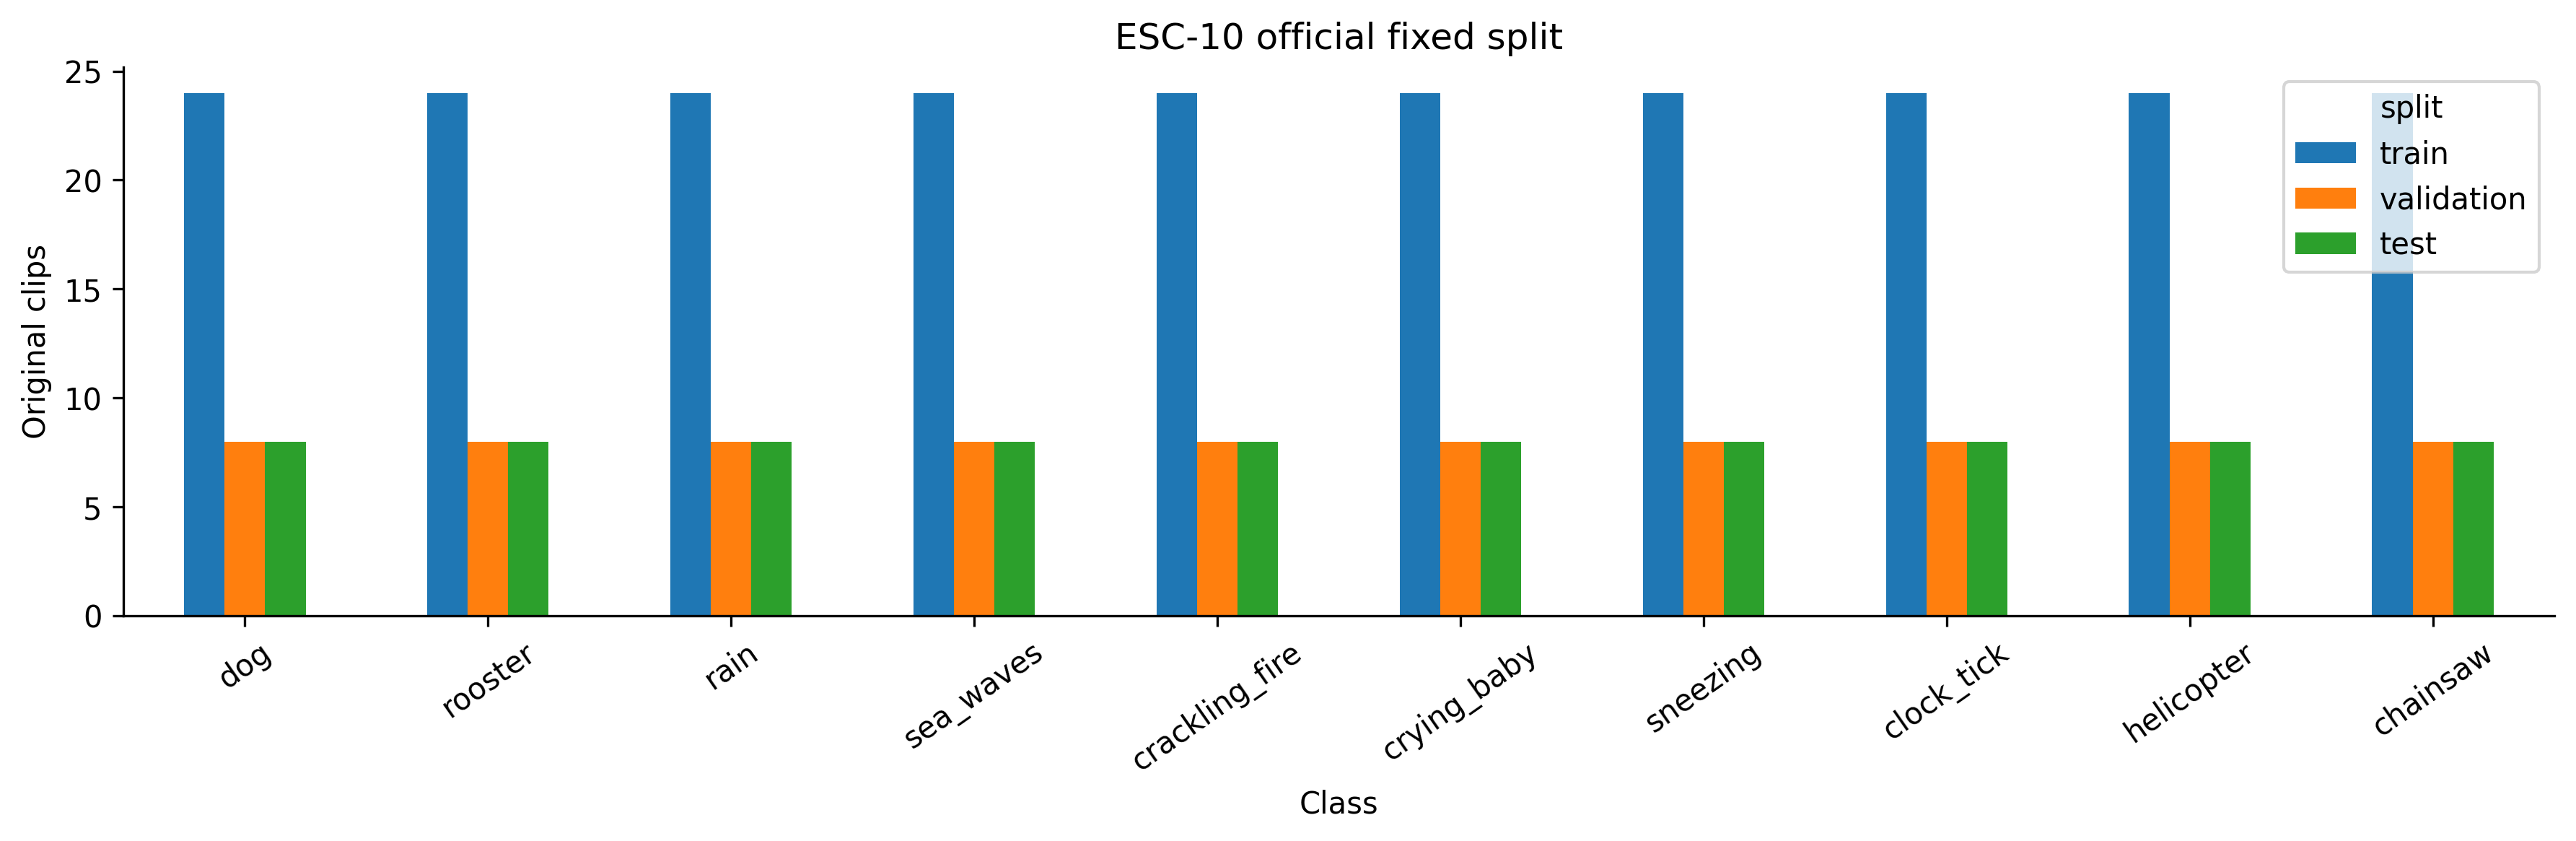 ESC-10 official fixed split
25
20
15
10
5
0
Original clips
split
train
validation
test
dog
rooster
rain
sea_waves
crackling_fire
crying_baby
sneezing
clock_tick
helicopter
chainsaw
Class